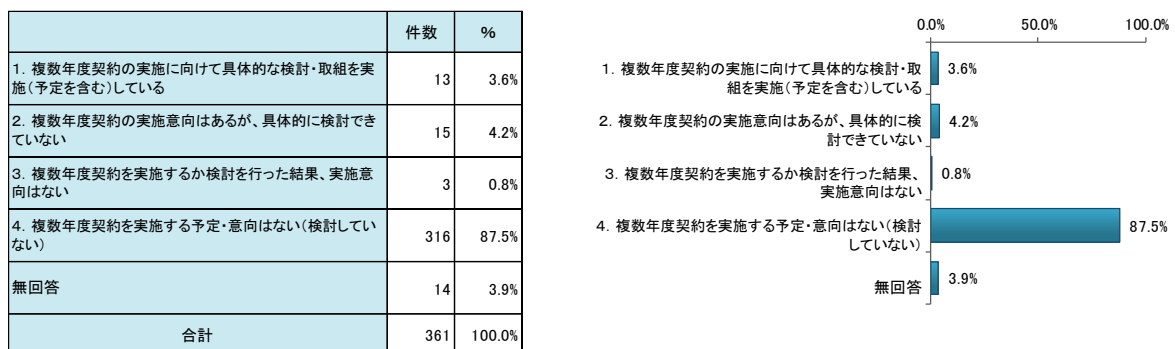 件数 %
1. 複数年度契約の実施に向けて具体的な検討・取組を実
施(予定を含む)している
13 3.6%
2. 複数年度契約の実施意向はあるが、具体的に検討でき
ていない
15 4.2%
3. 複数年度契約を実施するか検討を行った結果、実施意
向はない
3 0.8%
4. 複数年度契約を実施する予定・意向はない(検討してい
ない)
316 87.5%
無回答 14 3.9%
合計 361 100.0%
0.0% 50.0% 100.0%
1. 複数年度契約の実施に向けて具体的な検討・取
組を実施(予定を含む)している
3.6%
2. 複数年度契約の実施意向はあるが、具体的に検
討できていない
4.2%
3. 複数年度契約を実施するか検討を行った結果、
実施意向はない
0.8%
4. 複数年度契約を実施する予定・意向はない(検討
していない)
87.5%
無回答
3.9%